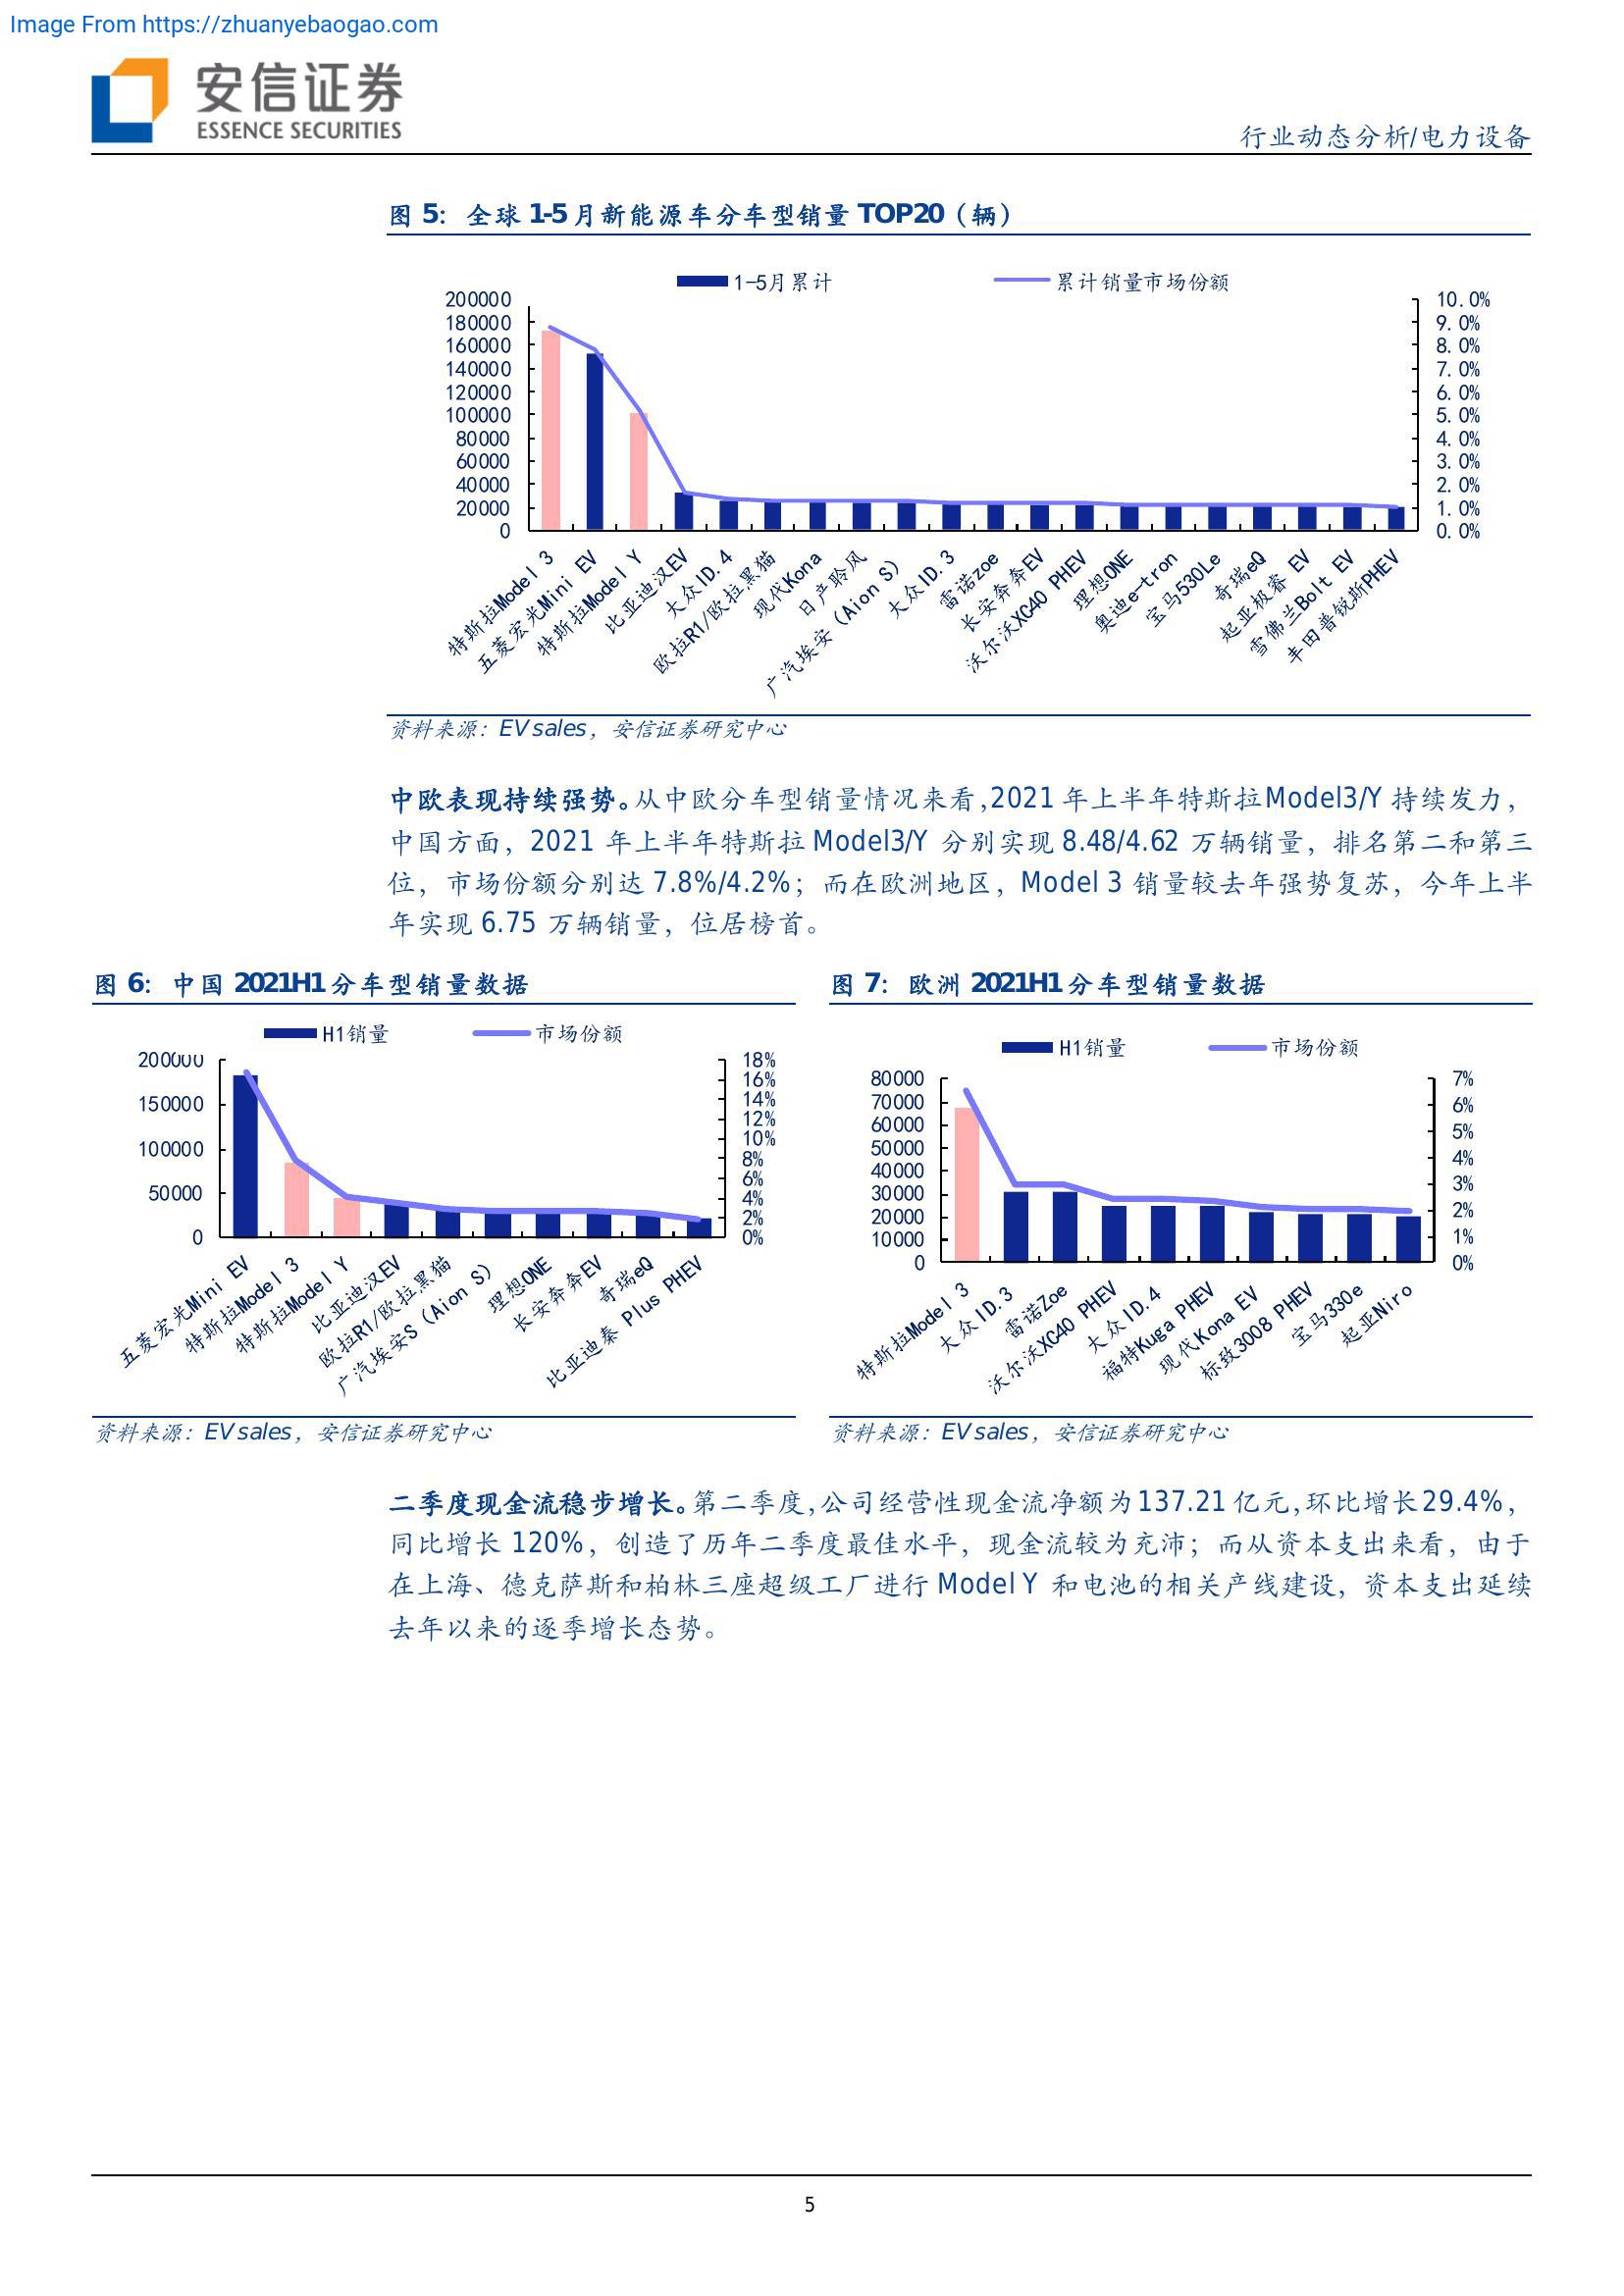 Image From https://zhuanyebaogao.com
安信证券
ESSENCE SECURITIES
行业动态分析/电力设备
图 5：全球 1-5 月新能源车分车型销量 TOP20（辆）
1-5月累计 累计销量市场份额
200000 10.0%
180000 9.0%
160000 8.0%
140000 7.0%
120000 6.0%
100000 5.0%
80000 4.0%
60000 3.0%
40000 2.0%
20000 1.0%
0 0.0%
特斯拉Model 3
五菱宏光Mini EV
特斯拉Model Y
比亚迪汉EV
大众ID.4
欧拉R1/欧拉黑猫
现代Kona
日产聆风
广汽埃安（Aion S）
大众ID.3
雷诺zoe
长安奔奔EV
沃尔沃XC40 PHEV
理想ONE
奥迪e-tron
宝马530Le
奇瑞eQ
起亚极睿 EV
雪佛兰Bolt EV
丰田普锐斯PHEV
资料来源：EV sales，安信证券研究中心
中欧表现持续强势。从中欧分车型销量情况来看，2021 年上半年特斯拉 Model3/Y 持续发力，
中国方面，2021 年上半年特斯拉 Model3/Y 分别实现 8.48/4.62 万辆销量，排名第二和第三
位，市场份额分别达 7.8%/4.2%；而在欧洲地区，Model 3 销量较去年强势复苏，今年上半
年实现 6.75 万辆销量，位居榜首。
图 6：中国 2021H1 分车型销量数据
H1销量 市场份额
200000 18%
16%
150000 14%
12%
100000 10%
8%
6%
50000 4%
2%
0 0%
五菱宏光Mini EV
特斯拉Model 3
特斯拉Model Y
比亚迪汉EV
欧拉R1/欧拉黑猫
广汽埃安S（Aion S）
理想ONE
长安奔奔EV
奇瑞eQ
比亚迪秦 Plus PHEV
资料来源：EV sales，安信证券研究中心
图 7：欧洲 2021H1 分车型销量数据
H1销量 市场份额
80000 7%
70000 6%
60000 5%
50000 4%
40000 3%
30000 2%
20000 1%
10000 0%
0
特斯拉Model 3
大众ID.3
雷诺Zoe
沃尔沃XC40 PHEV
大众ID.4
福特Kuga PHEV
现代Kona EV
标致3008 PHEV
宝马330e
起亚Niro
资料来源：EV sales，安信证券研究中心
二季度现金流稳步增长。第二季度，公司经营性现金流净额为 137.21 亿元，环比增长 29.4%，
同比增长 120%，创造了历年二季度最佳水平，现金流较为充沛；而从资本支出来看，由于
在上海、德克萨斯和柏林三座超级工厂进行 Model Y 和电池的相关产线建设，资本支出延续
去年以来的逐季增长态势。
5